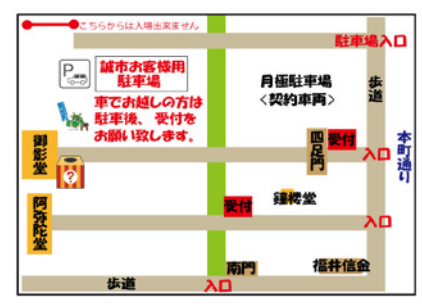 こちらからは入場出来ません
駐車場入口
P
誠市お客様用
駐車場
月極駐車場
<契約車両>
歩道
車でお越しの方は
駐車後、受付を
お願い致します。
本町通り
御影堂
?
四足門
受付
入口
阿弥陀堂
受付
鐘楼堂
入口
南門
福井信金
歩道
入口